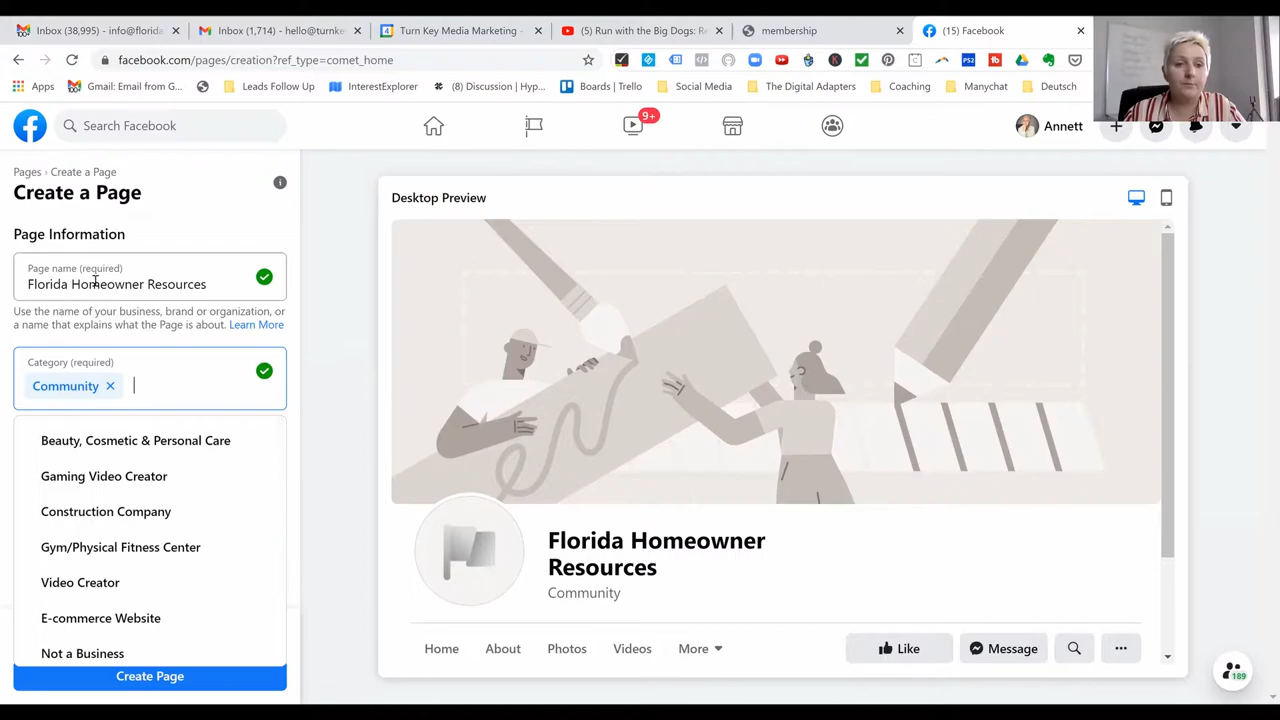 Inbox (38,995) - info@florida
Inbox (1,714) - hello@turnke
Turn Key Media Marketing -
(5) Run with the Big Dogs: R
membership
(15) Facebook
facebook.com/pages/creation?ref_type=comet_home
Apps
Gmail: Email from G...
Leads Follow Up
InterestExplorer
(8) Discussion | Hyp...
Boards | Trello
Social Media
The Digital Adapters
Coaching
Manychat
Deutsch
Search Facebook
9+
Annett
Pages › Create a Page
Create a Page
Page Information
Page name (required)
Florida Homeowner Resources
Use the name of your business, brand or organization, or
a name that explains what the Page is about. Learn More
Category (required)
Community
Beauty, Cosmetic & Personal Care
Gaming Video Creator
Construction Company
Gym/Physical Fitness Center
Video Creator
E-commerce Website
Not a Business
Create Page
Desktop Preview
Florida Homeowner
Resources
Community
Home
About
Photos
Videos
More
Like
Message
189